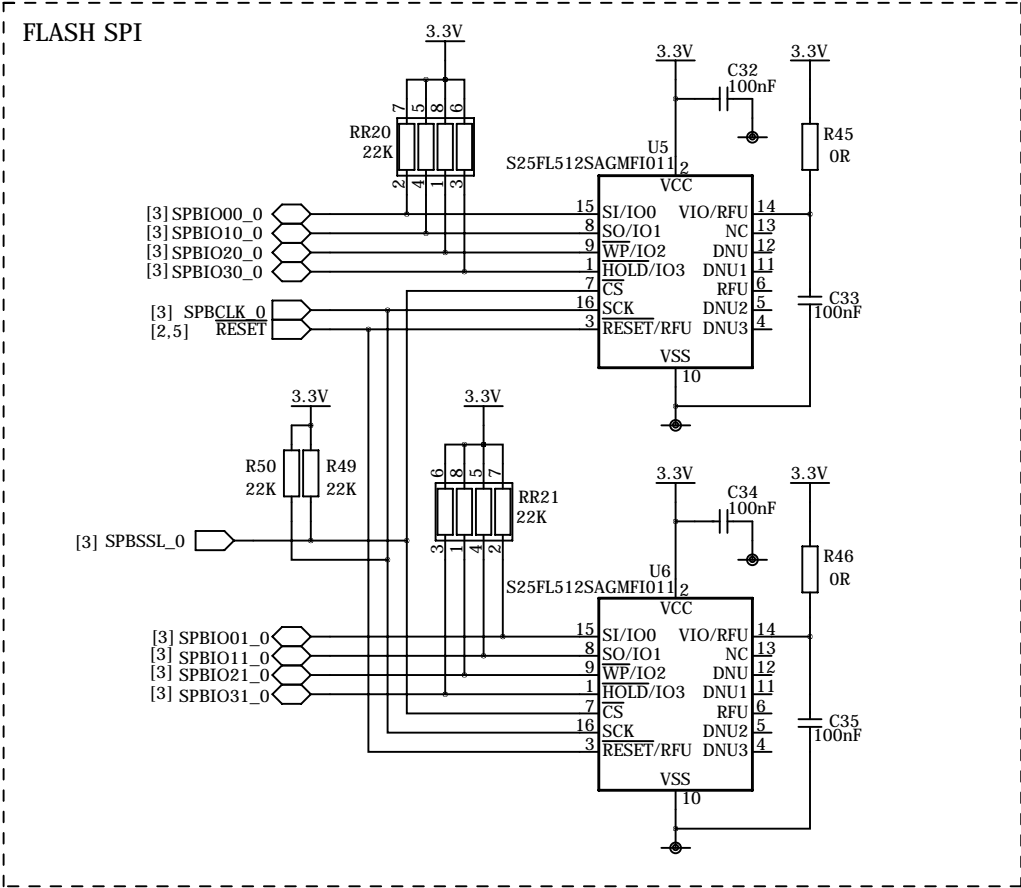 FLASH SPI
3.3V
3.3V
3.3V
C32
100nF
7 5 8 6
RR20
22K
2 4 1 3
R45
0R
U5
S25FL512SAGMFI011
2
VCC
[3] SPBIO00_0 15 SI/IO0 VIO/RFU 14
[3] SPBIO10_0 8 SO/IO1 NC 13
[3] SPBIO20_0 9 WP/IO2 DNU 12
[3] SPBIO30_0 1 HOLD/IO3 DNU1 11
7 CS RFU 6
[3] SPBCLK_0 16 SCK DNU2 5
[2,5] RESET 3 RESET/RFU DNU3 4
C33
100nF
VSS
10
3.3V
3.3V
R50
22K
R49
22K
6 8 5 7
RR21
22K
3 1 4 2
3.3V
3.3V
C34
100nF
[3] SPBSSL_0
R46
0R
U6
S25FL512SAGMFI011
2
VCC
[3] SPBIO01_0 15 SI/IO0 VIO/RFU 14
[3] SPBIO11_0 8 SO/IO1 NC 13
[3] SPBIO21_0 9 WP/IO2 DNU 12
[3] SPBIO31_0 1 HOLD/IO3 DNU1 11
7 CS RFU 6
16 SCK DNU2 5
3 RESET/RFU DNU3 4
C35
100nF
VSS
10